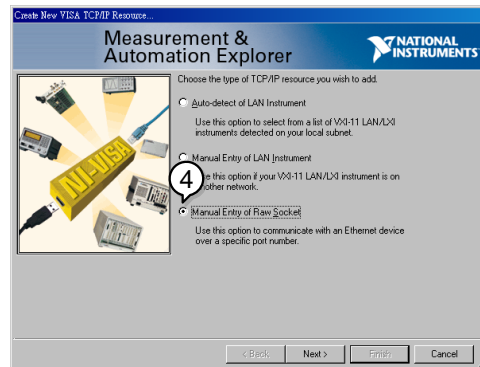 Create New VISA TCP/IP Resource...
Measurement &
Automation Explorer
NATIONAL
INSTRUMENTS
Choose the type of TCP/IP resource you wish to add.
Auto-detect of LAN Instrument
Use this option to select from a list of VXI-11 LAN/LXI
instruments detected on your local subnet.
Manual Entry of LAN Instrument
this option if your VXI-11 LAN/LXI instrument is on
network.
4
Manual Entry of Raw Socket
Use this option to communicate with an Ethernet device
over a specific port number.
NI-VISA
< Back
Next >
Finish
Cancel